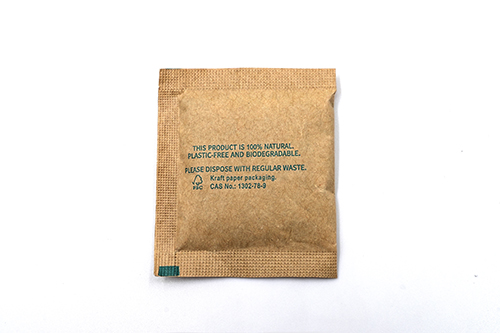 THIS PRODUCT IS 100% NATURAL,
PLASTIC-FREE AND BIODEGRADABLE.
PLEASE DISPOSE WITH REGULAR WASTE.
Kraft paper packaging.
CAS No.: 1302-78-9